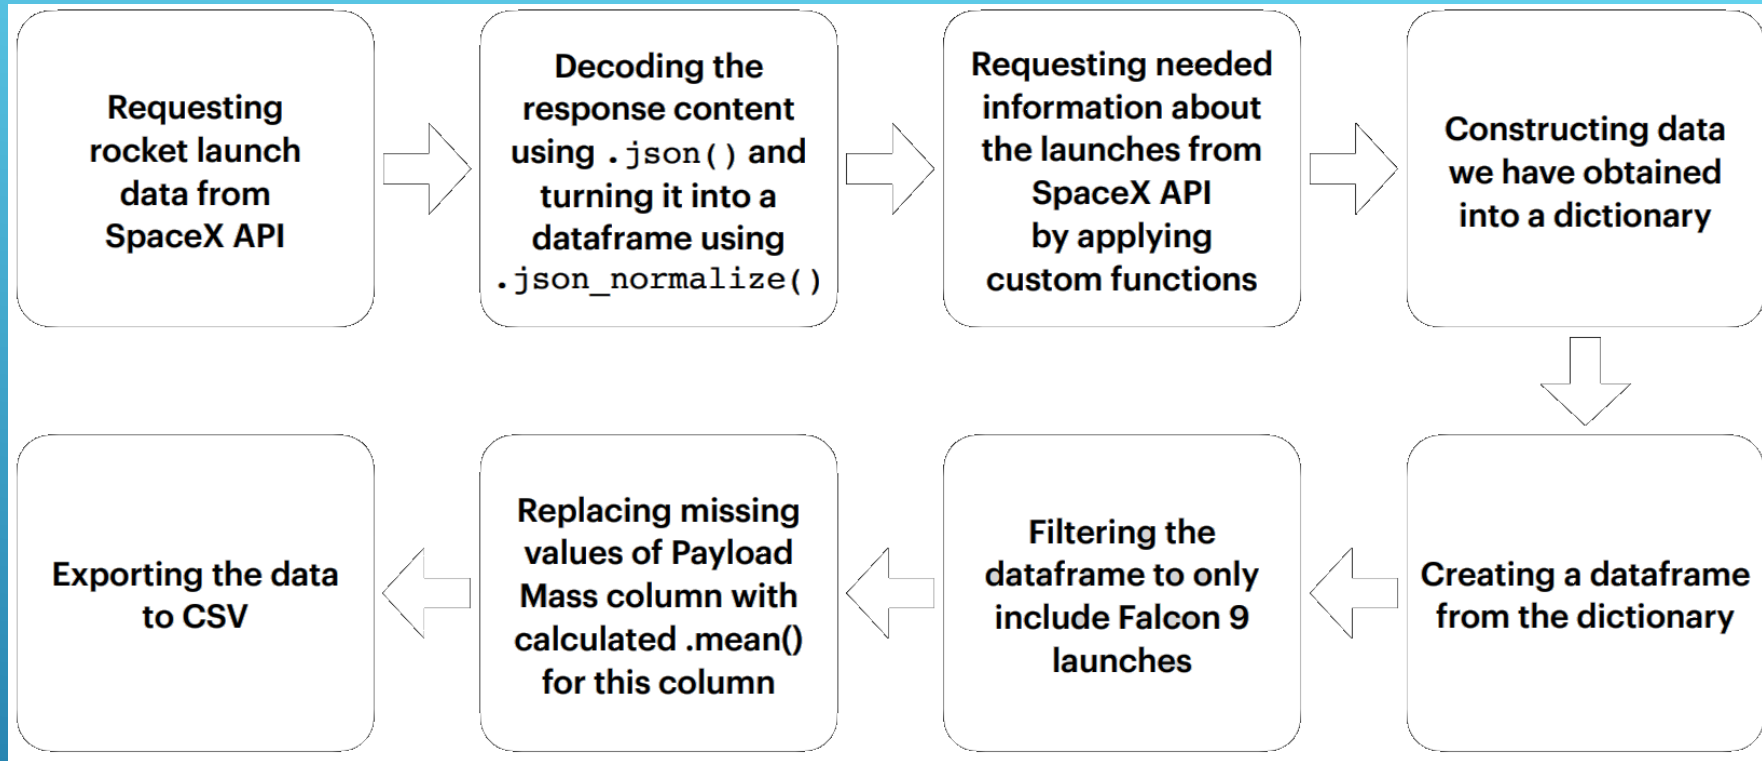 Requesting
rocket launch
data from
SpaceX API
Decoding the
response content
using .json() and
turning it into a
dataframe using
.json_normalize()
Requesting needed
information about
the launches from
SpaceX API
by applying
custom functions
Constructing data
we have obtained
into a dictionary
Creating a dataframe
from the dictionary
Filtering the
dataframe to only
include Falcon 9
launches
Replacing missing
values of Payload
Mass column with
calculated .mean()
for this column
Exporting the data
to CSV